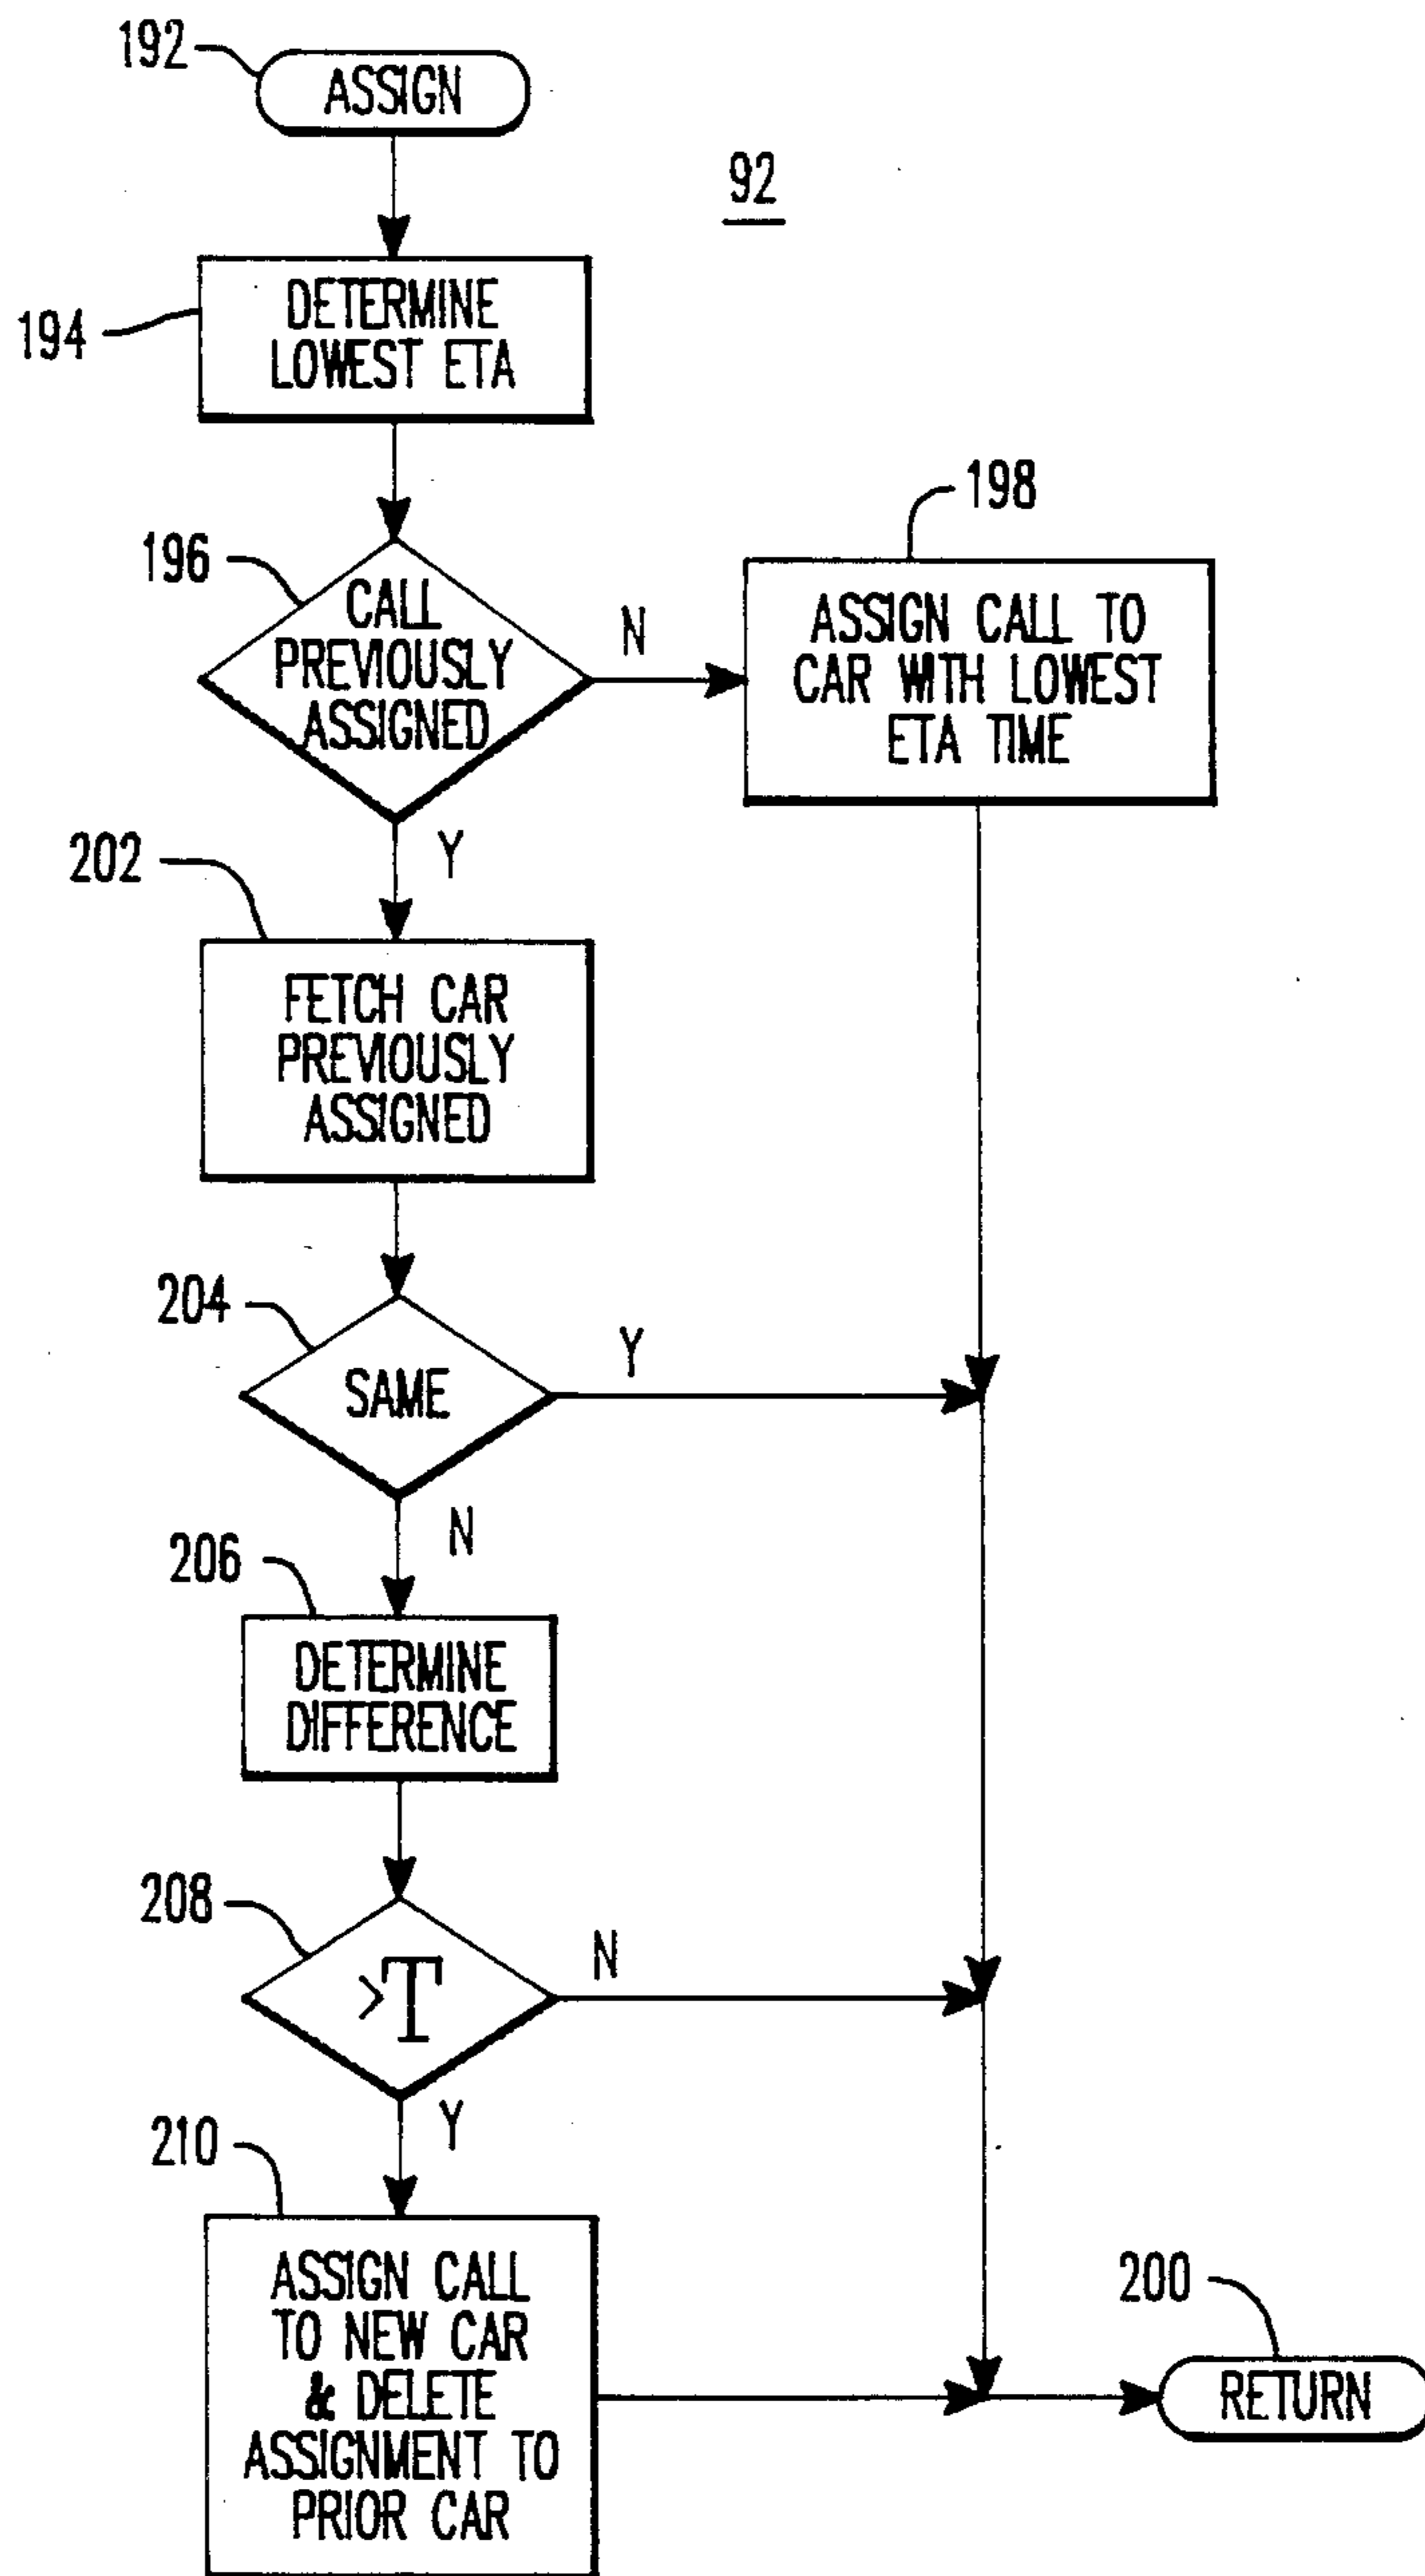 192
ASSIGN
92
194
DETERMINE
LOWEST ETA
196
CALL
PREVIOUSLY
ASSIGNED
N
Y
198
ASSIGN CALL TO
CAR WITH LOWEST
ETA TIME
202
FETCH CAR
PREVIOUSLY
ASSIGNED
204
SAME
Y
N
206
DETERMINE
DIFFERENCE
208
>T
N
Y
210
ASSIGN CALL
TO NEW CAR
& DELETE
ASSIGNMENT TO
PRIOR CAR
200
RETURN